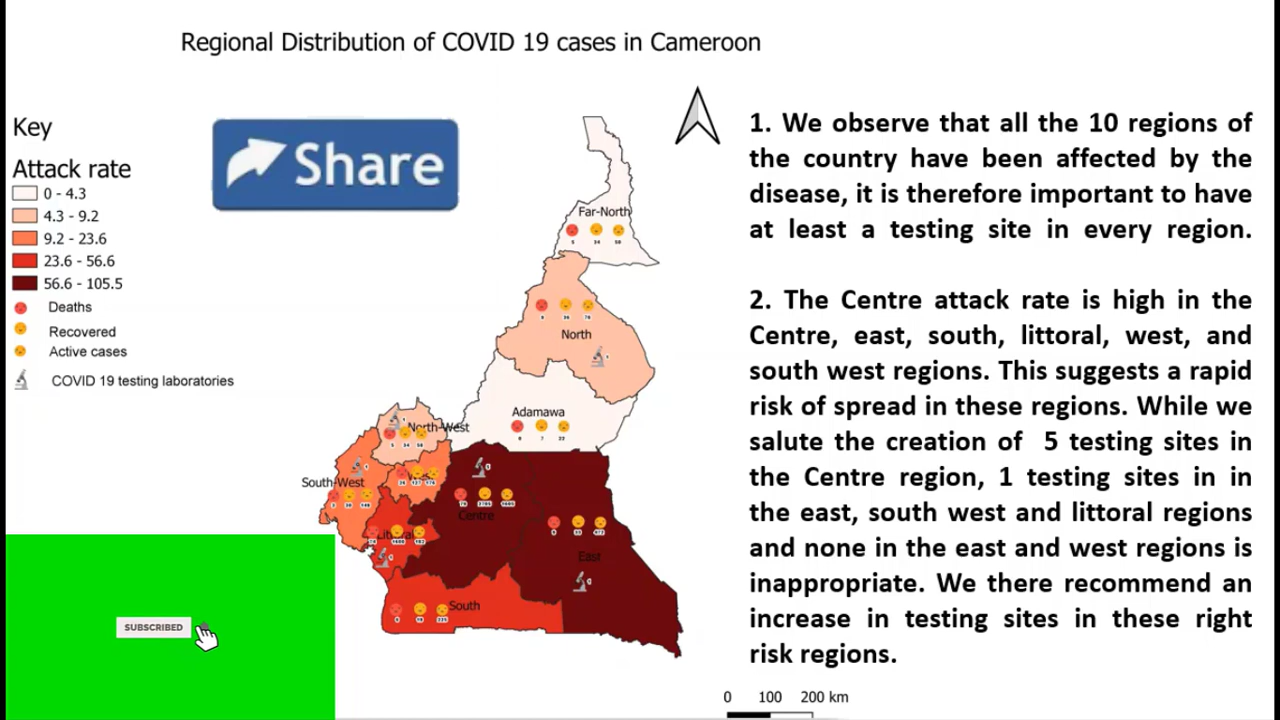 Regional Distribution of COVID 19 cases in Cameroon
Key
Attack rate
0 - 4.3
4.3 - 9.2
9.2 - 23.6
23.6 - 56.6
56.6 - 105.5
Deaths
Recovered
Active cases
COVID 19 testing laboratories
Share
Far-North
North
Adamawa
North-West
South-West
Centre
East
South
SUBSCRIBED
1. We observe that all the 10 regions of
the country have been affected by the
disease, it is therefore important to have
at least a testing site in every region.
2. The Centre attack rate is high in the
Centre, east, south, littoral, west, and
south west regions. This suggests a rapid
risk of spread in these regions. While we
salute the creation of 5 testing sites in
the Centre region, 1 testing sites in in
the east, south west and littoral regions
and none in the east and west regions is
inappropriate. We there recommend an
increase in testing sites in these right
risk regions.
0 100 200 km